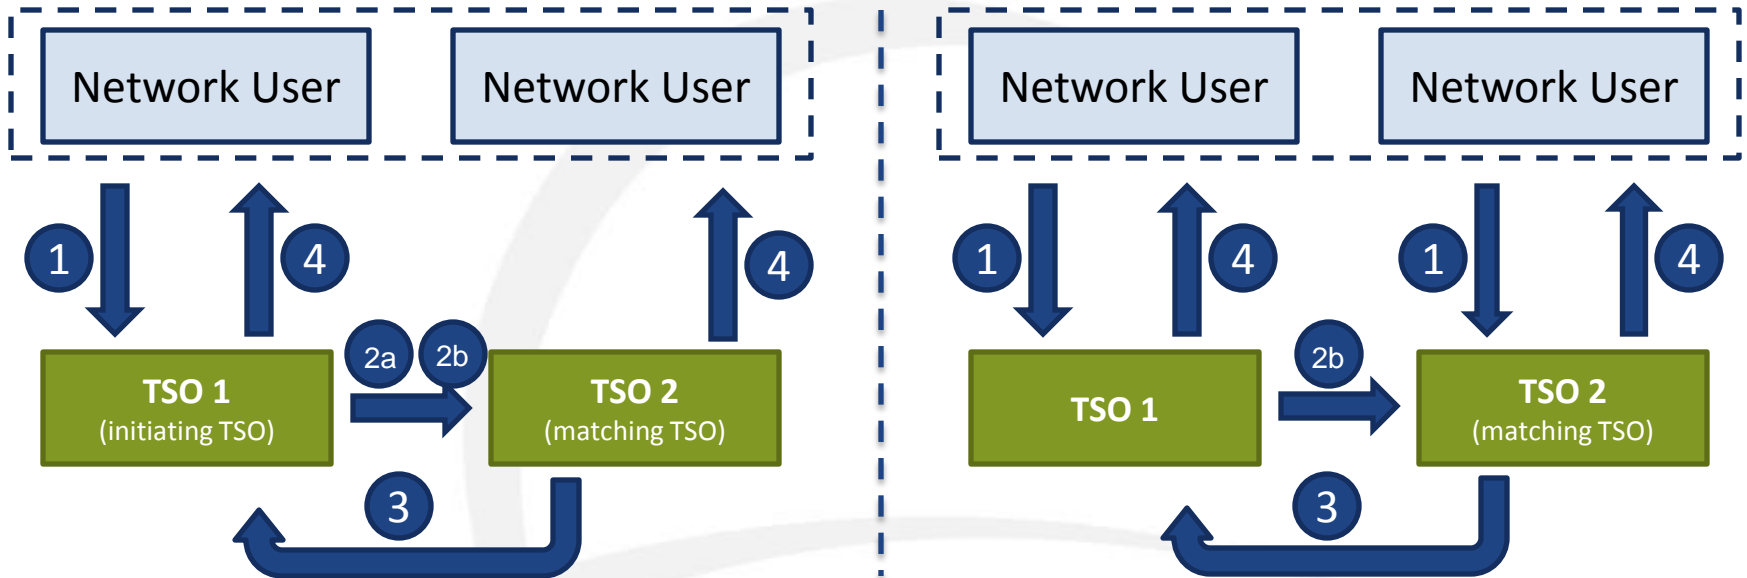 Network User
Network User
1
4
4
2a
2b
TSO 1
(initiating TSO)
TSO 2
(matching TSO)
3
Network User
Network User
1
4
1
4
2b
TSO 1
TSO 2
(matching TSO)
3